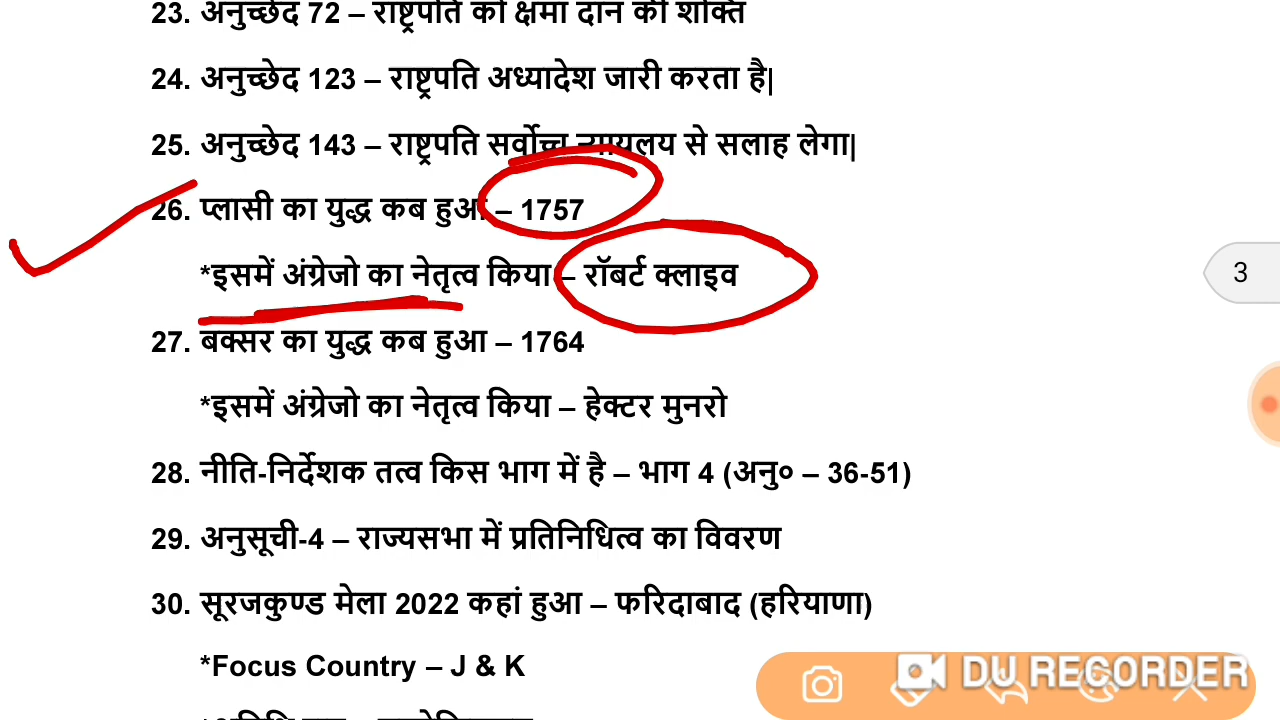 23. अनुच्छेद 72 – राष्ट्रपति को क्षमा दान की शक्ति
24. अनुच्छेद 123 – राष्ट्रपति अध्यादेश जारी करता है|
25. अनुच्छेद 143 – राष्ट्रपति सर्वोच्च न्यायलय से सलाह लेगा|
26. प्लासी का युद्ध कब हुआ – 1757
*इसमें अंग्रेजो का नेतृत्व किया – रॉबर्ट क्लाइव
3
27. बक्सर का युद्ध कब हुआ – 1764
*इसमें अंग्रेजो का नेतृत्व किया – हेक्टर मुनरो
28. नीति-निर्देशक तत्व किस भाग में है – भाग 4 (अनु० – 36-51)
29. अनुसूची-4 – राज्यसभा में प्रतिनिधित्व का विवरण
30. सूरजकुण्ड मेला 2022 कहां हुआ – फरिदाबाद (हरियाणा)
*Focus Country – J & K
DU RECORDER